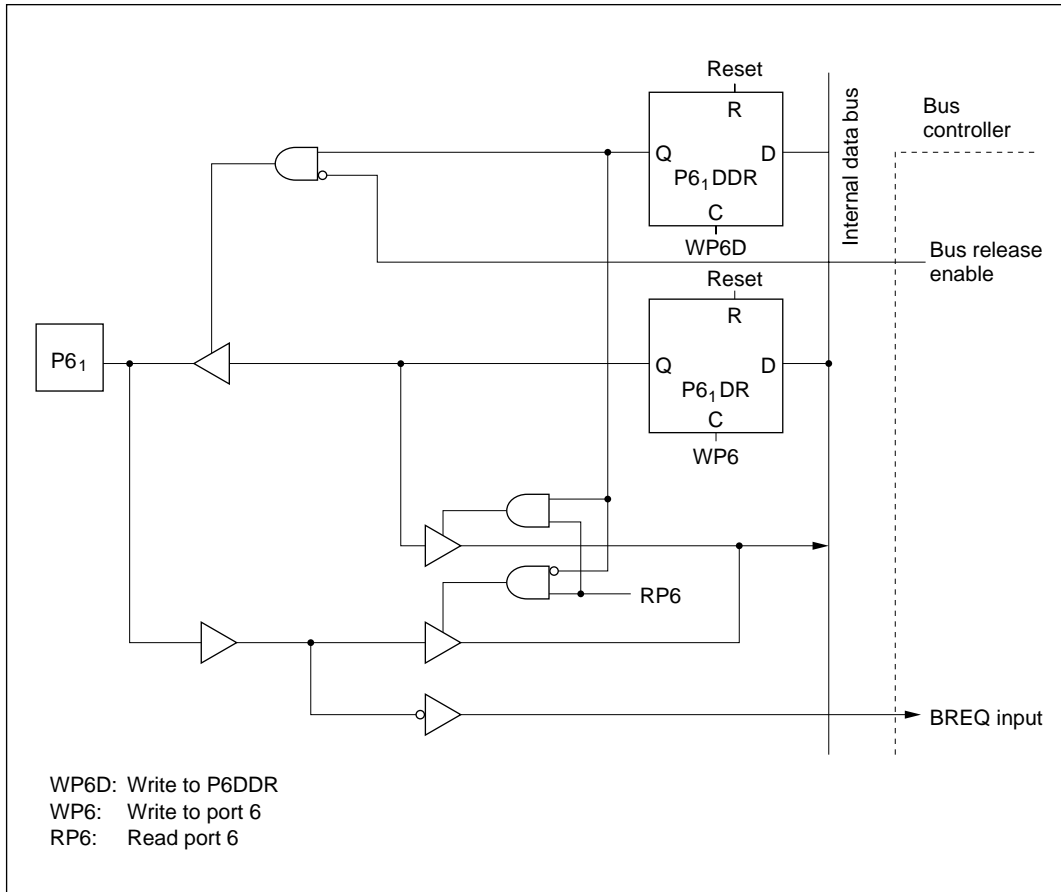 Reset
R
Q
D
P6₁DDR
C
WP6D
Internal data bus
Bus
controller
Bus release
enable
Reset
R
P6₁
Q
D
P6₁DR
C
WP6
RP6
BREQ input
WP6D: Write to P6DDR
WP6: Write to port 6
RP6: Read port 6